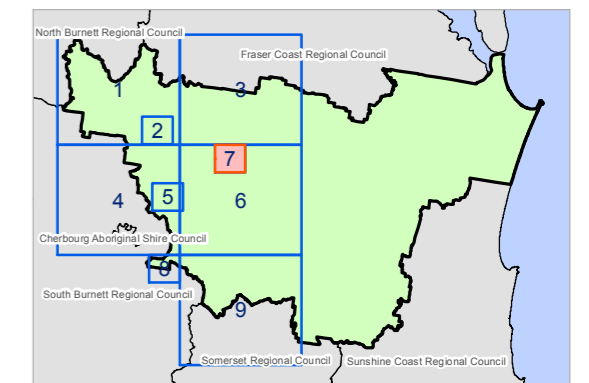 North Burnett Regional Council
Fraser Coast Regional Council
1
3
2
7
5
4
6
Cherbourg Aboriginal Shire Council
8
South Burnett Regional Council
9
Somerset Regional Council
Sunshine Coast Regional Council